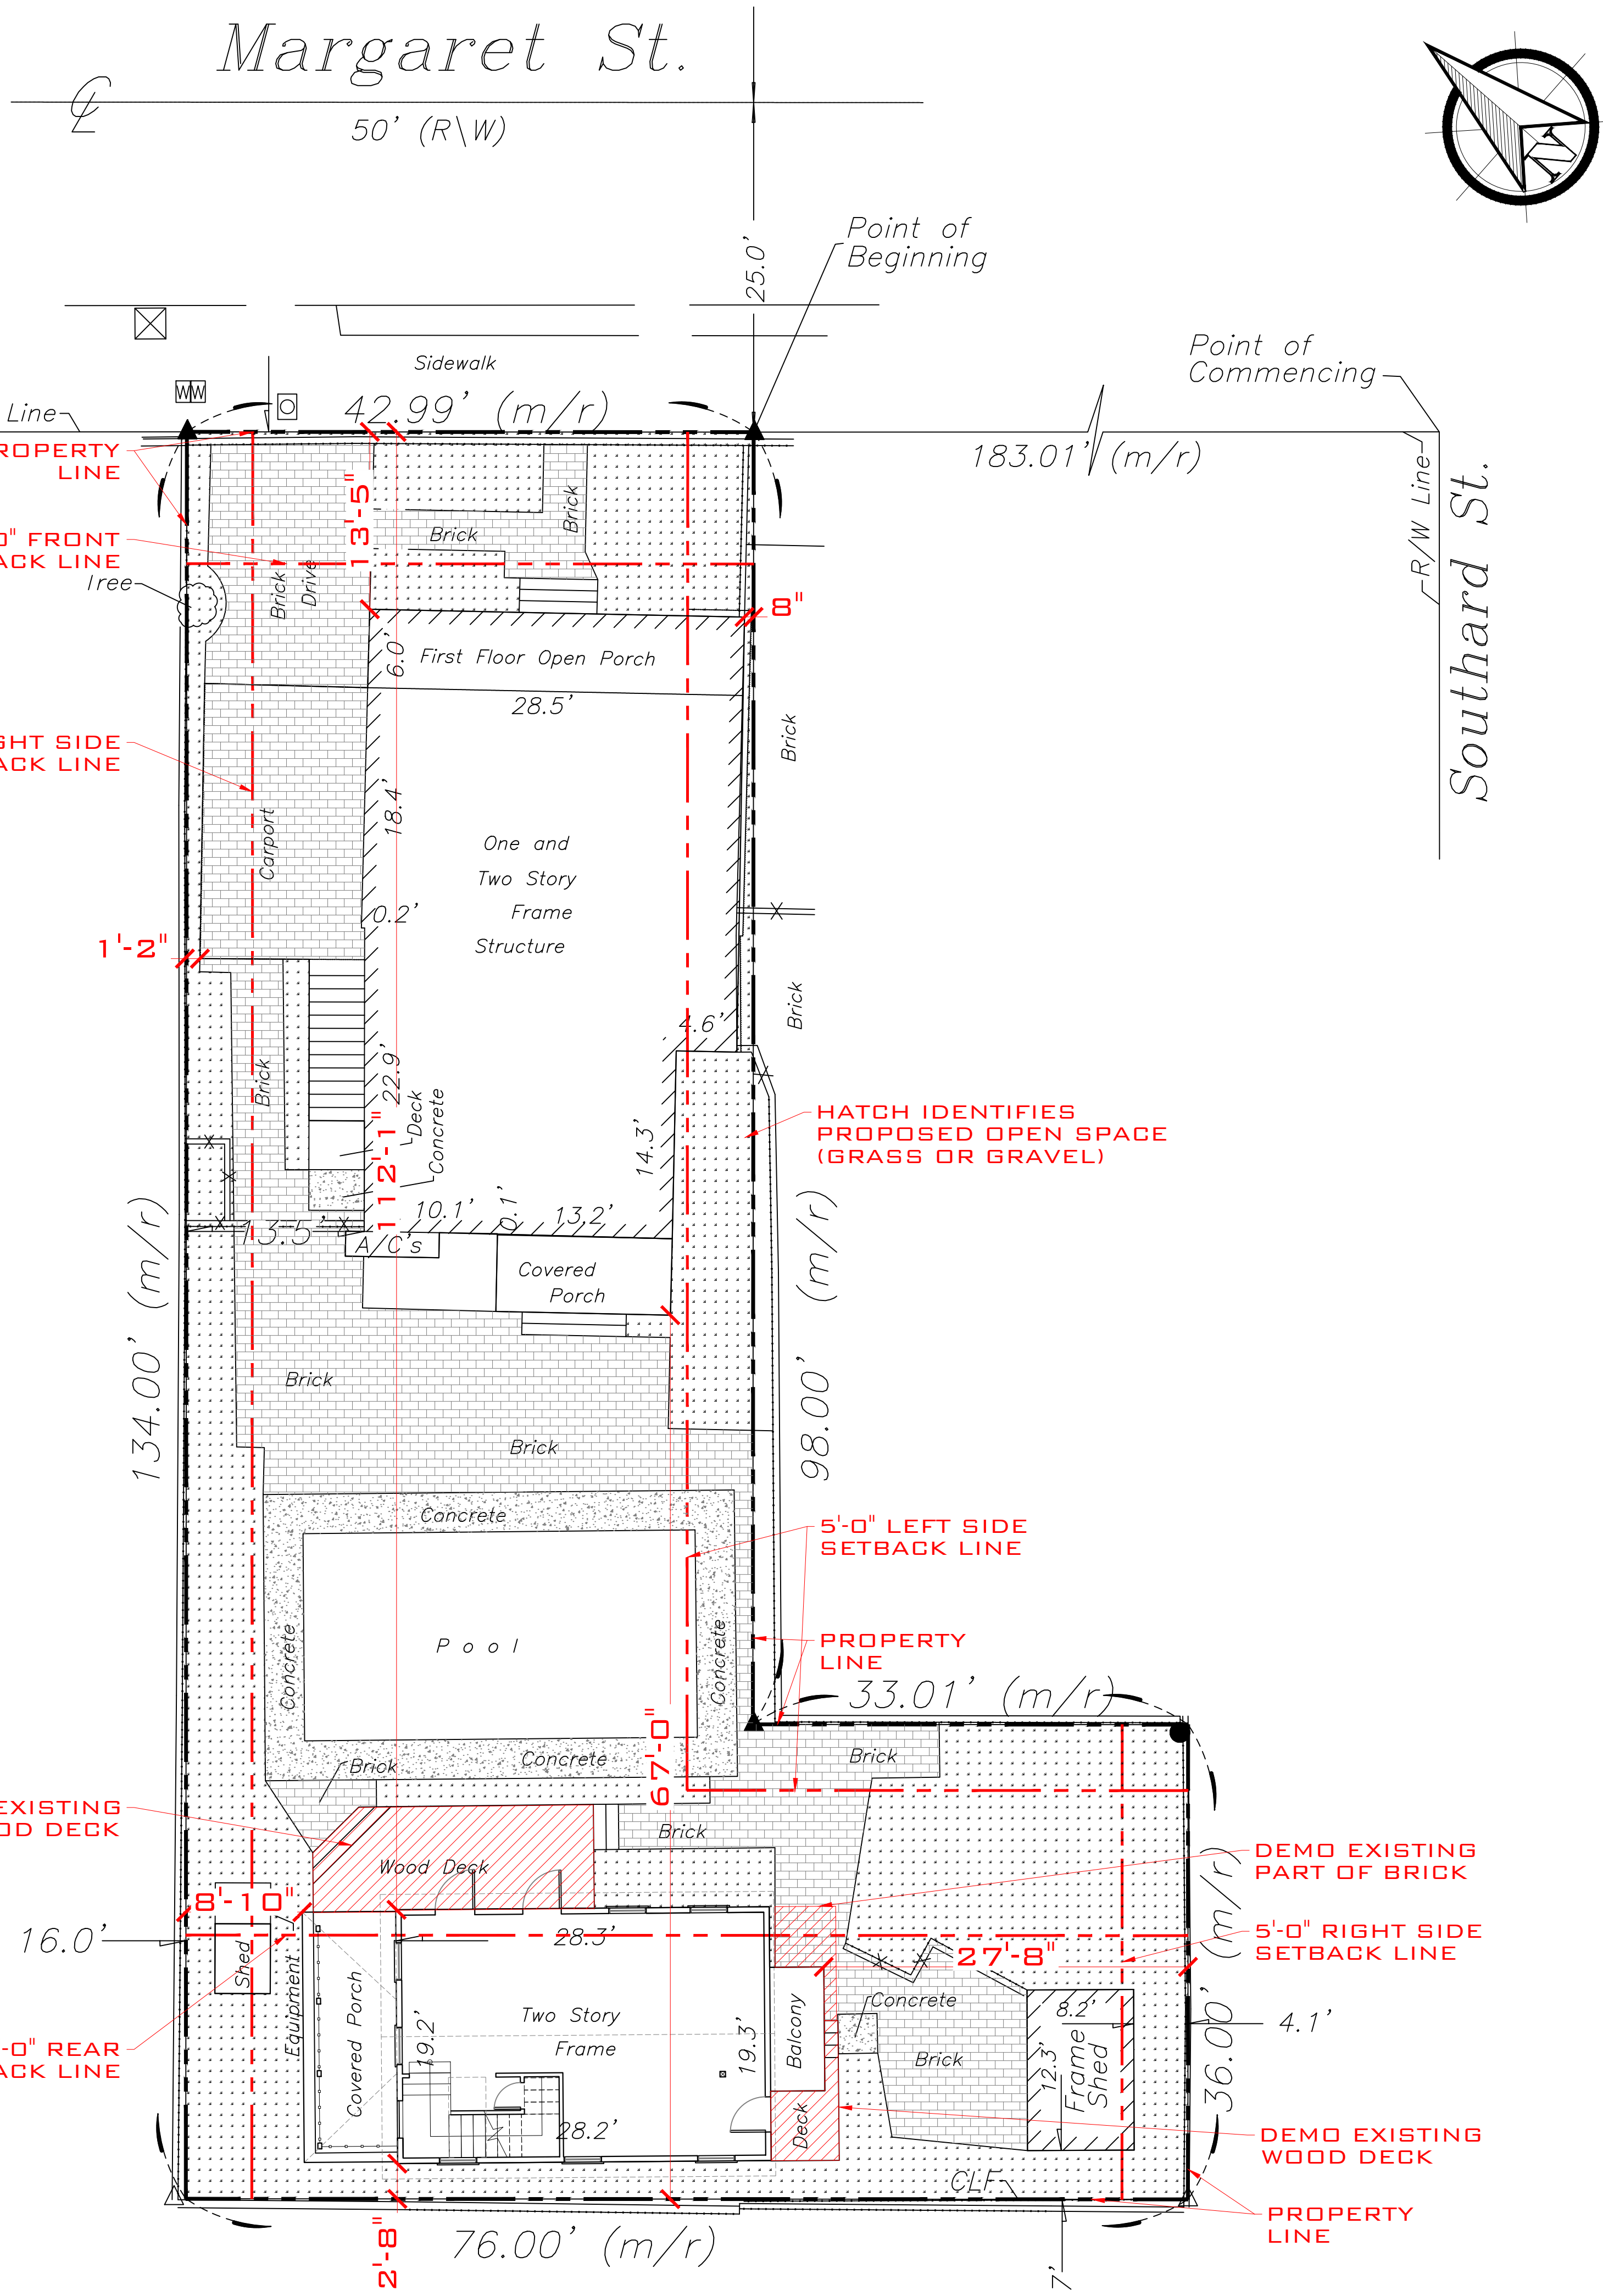 Margaret St.
℄
50' (R\W)
N
25.0'
Point of
Beginning
Point of
Commencing
Sidewalk
WW
Line
42.99' (m/r)
183.01' (m/r)
R/W Line
Southard St.
PROPERTY
LINE
13'-5"
Brick
Brick
0" FRONT
ACK LINE
Tree
Brick
Drive
8"
6.0'
First Floor Open Porch
28.5'
Brick
GHT SIDE
ACK LINE
18.4'
Carport
One and
Two Story
Frame
Structure
0.2'
1'-2"
Brick
4.6'
Brick
22.9'
Deck
Concrete
HATCH IDENTIFIES
PROPOSED OPEN SPACE
(GRASS OR GRAVEL)
112'-1"
14.3'
10.1'
0.1'
13.2'
13.5'
A/C's
Covered
Porch
134.00' (m/r)
98.00' (m/r)
Brick
Brick
Concrete
5'-0" LEFT SIDE
SETBACK LINE
Concrete
Pool
Concrete
PROPERTY
LINE
33.01' (m/r)
67'-0"
Brick
Concrete
Brick
EXISTING
OD DECK
Brick
Wood Deck
DEMO EXISTING
PART OF BRICK
8'-10"
16.0'
Shed
Equipment
28.3'
27'-8"
5'-0" RIGHT SIDE
SETBACK LINE
Covered Porch
19.2'
Two Story
Frame
19.3'
Balcony
Concrete
Brick
8.2'
12.3'
Frame
Shed
4.1'
36.00' (m/r)
-0" REAR
ACK LINE
28.2'
Deck
DEMO EXISTING
WOOD DECK
CLF
PROPERTY
LINE
2'-8"
76.00' (m/r)
7'